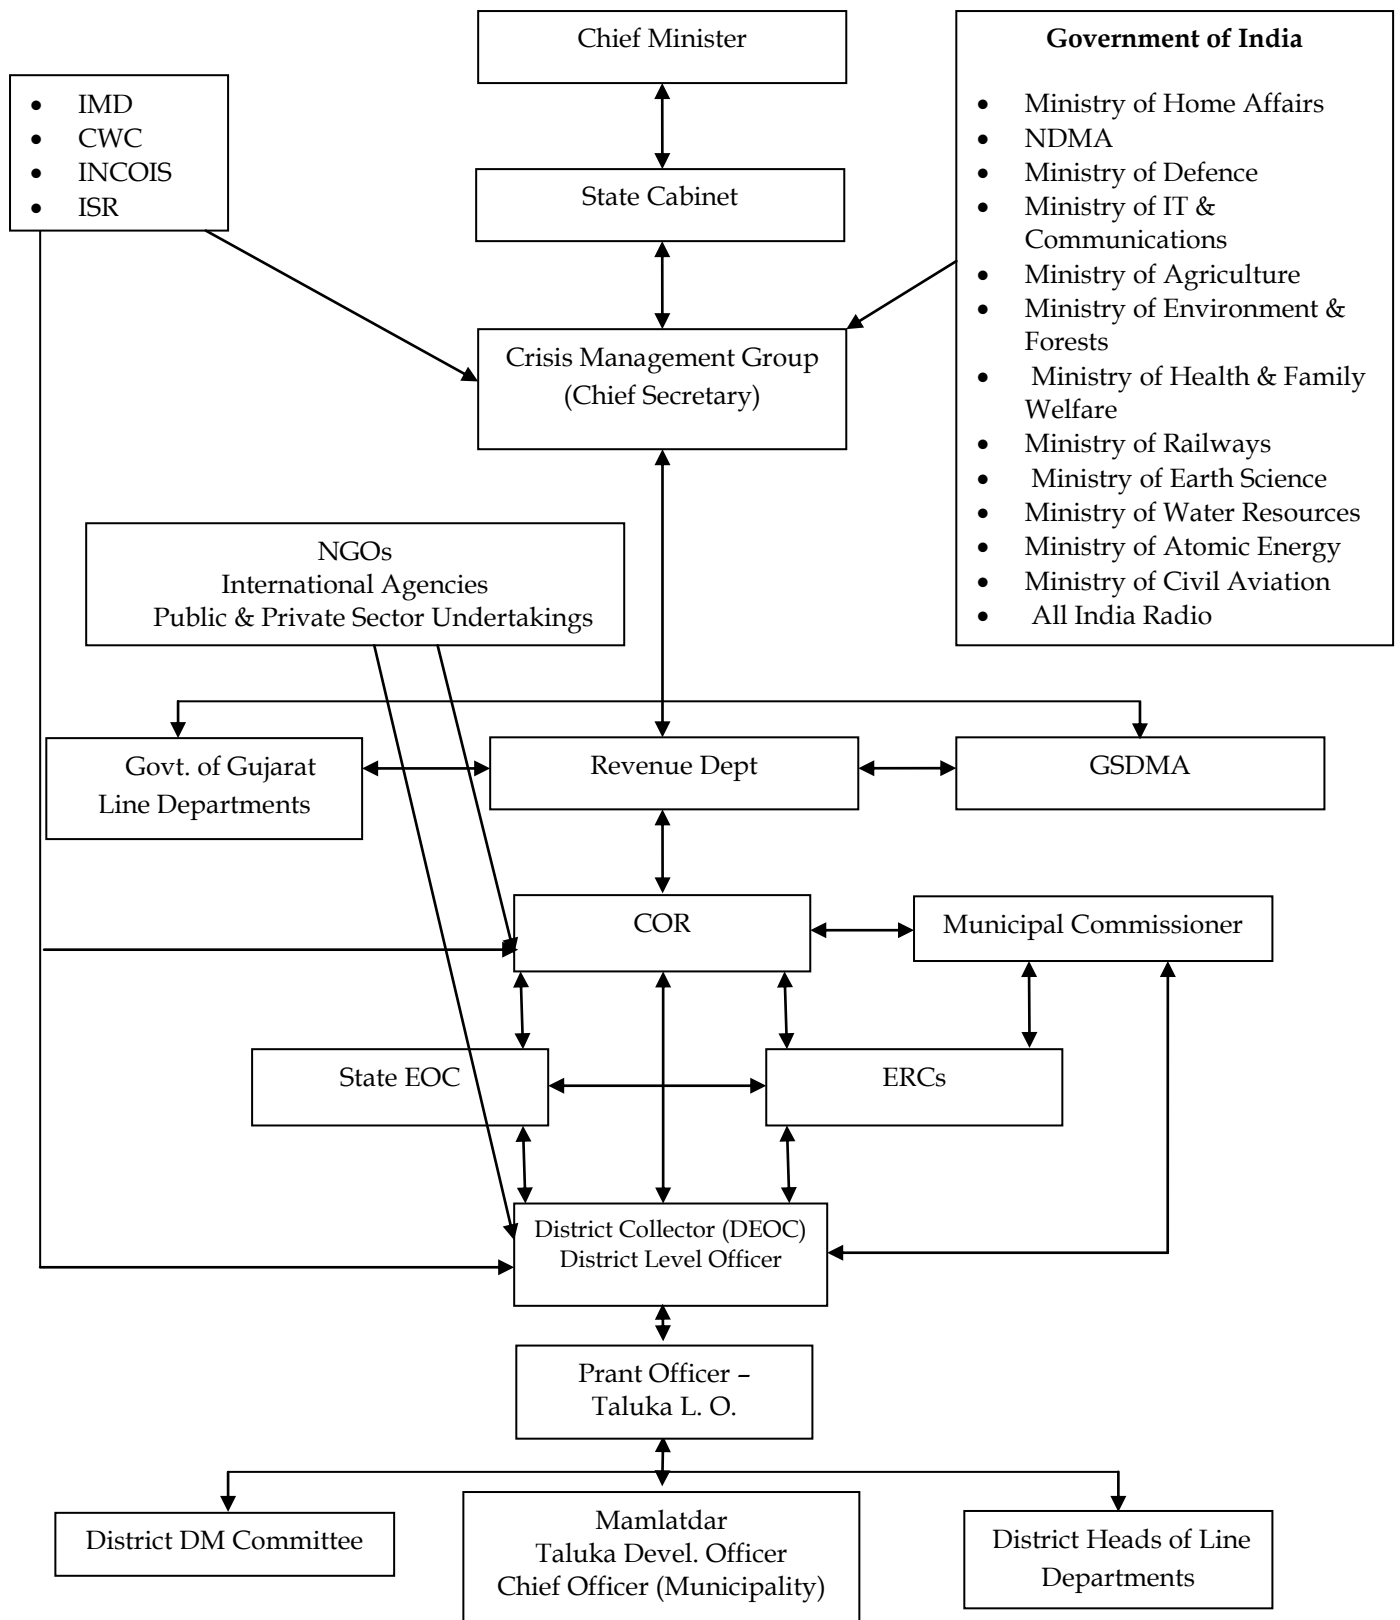 Chief Minister
Government of India
• IMD
• CWC
• INCOIS
• ISR
• Ministry of Home Affairs
• NDMA
• Ministry of Defence
• Ministry of IT &
Communications
• Ministry of Agriculture
• Ministry of Environment &
Forests
• Ministry of Health & Family
Welfare
• Ministry of Railways
• Ministry of Earth Science
• Ministry of Water Resources
• Ministry of Atomic Energy
• Ministry of Civil Aviation
• All India Radio
State Cabinet
Crisis Management Group
(Chief Secretary)
NGOs
International Agencies
Public & Private Sector Undertakings
Govt. of Gujarat
Line Departments
Revenue Dept
GSDMA
COR
Municipal Commissioner
State EOC
ERCs
District Collector (DEOC)
District Level Officer
Prant Officer –
Taluka L. O.
District DM Committee
Mamlatdar
Taluka Devel. Officer
Chief Officer (Municipality)
District Heads of Line
Departments